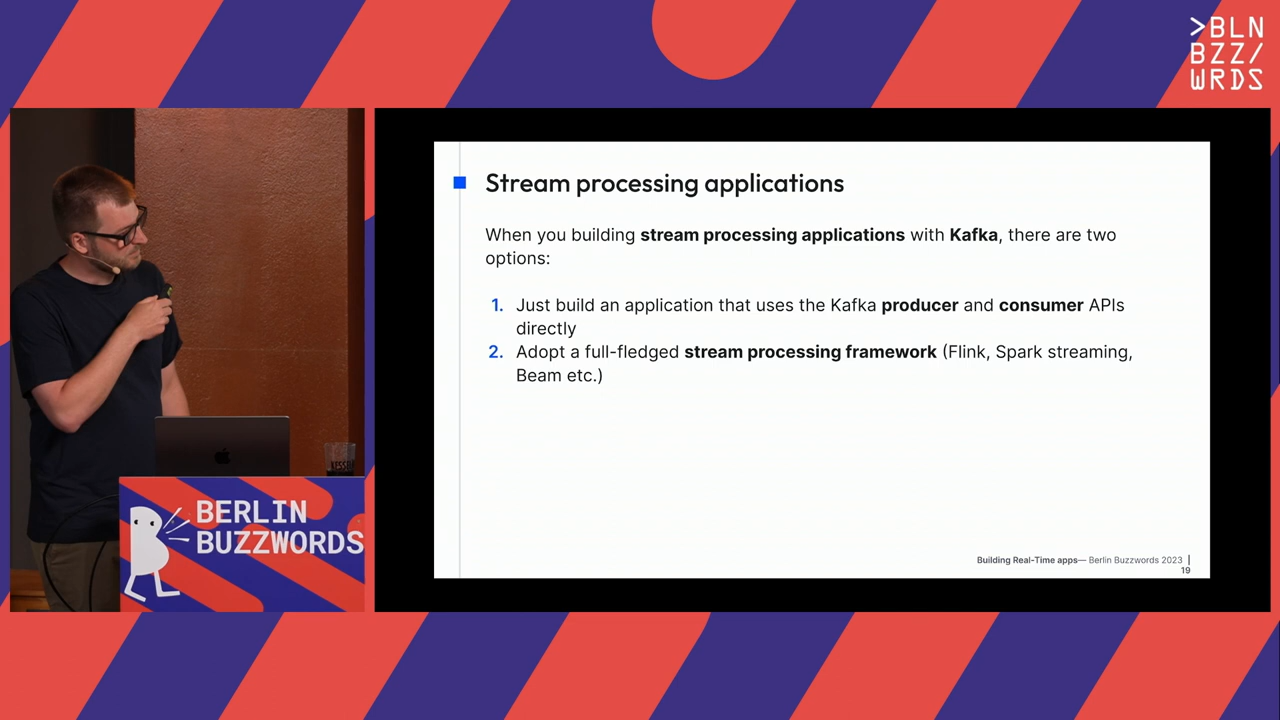 >BLN
BZZ/
WRDS
Stream processing applications
When you building stream processing applications with Kafka, there are two
options:
1. Just build an application that uses the Kafka producer and consumer APIs
directly
2. Adopt a full-fledged stream processing framework (Flink, Spark streaming,
Beam etc.)
Building Real-Time apps— Berlin Buzzwords 2023 |
19
BERLIN
BUZZWORDS